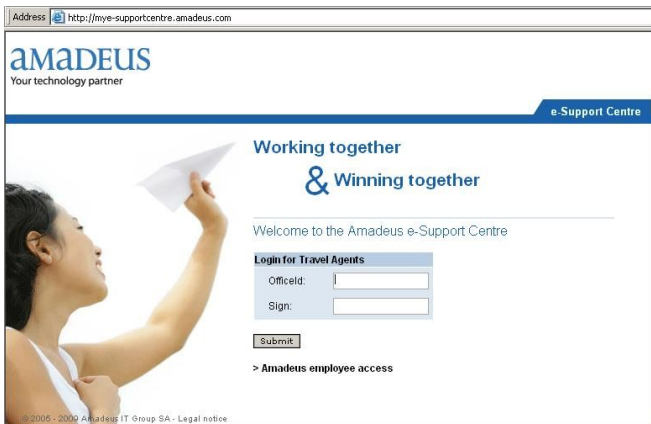 Address http://mye-supportcentre.amadeus.com
aMaDEUS
Your technology partner
e-Support Centre
Working together
& Winning together
Welcome to the Amadeus e-Support Centre
Login for Travel Agents
OfficeId:
Sign:
Submit
> Amadeus employee access
© 2005 - 2009 Amadeus IT Group SA - Legal notice